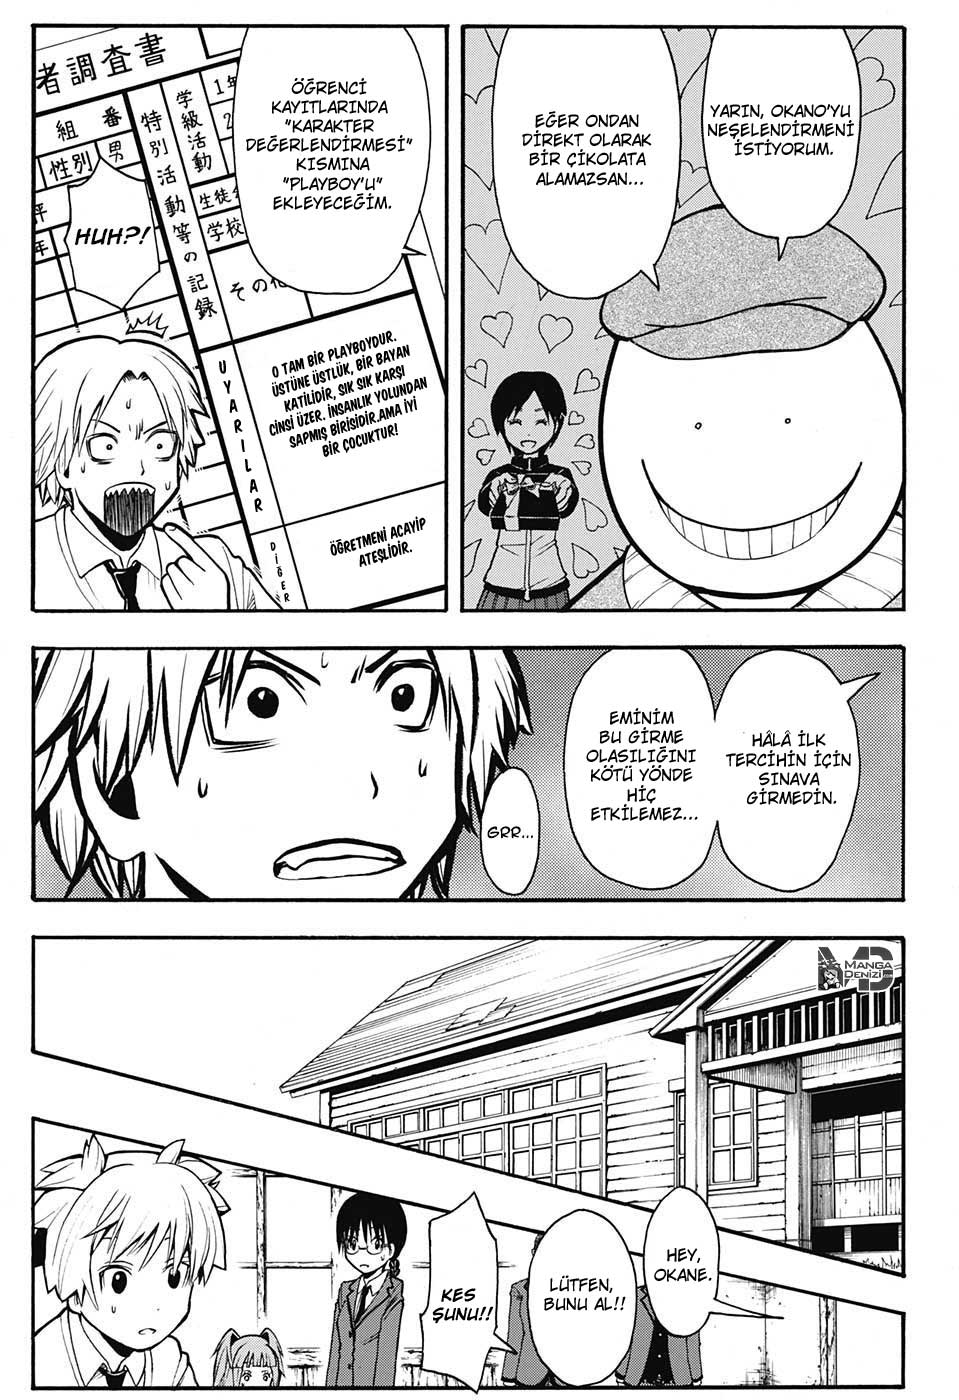 YARIN, OKANO'YU
NEŞELENDİRMENİ
İSTİYORUM.
EĞER ONDAN
DİREKT OLARAK
BİR ÇİKOLATA
ALAMAZSAN...
ÖĞRENCİ
KAYITLARINDA
"KARAKTER
DEĞERLENDİRMESİ"
KISMINA
"PLAYBOY'U"
EKLEYECEĞİM.
者調査書
組 番
性別 男
年
特別活動等の記録
学級活動
1年
2
生徒会
学校
その他
HUH?!
UYARILAR
O TAM BİR PLAYBOYDUR.
ÜSTÜNE ÜSTLÜK, BİR BAYAN
KATİLİDİR, SIK SIK KARŞI
CİNSİ ÜZER. İNSANLIK YOLUNDAN
SAPMIŞ BİRİSİDİR.AMA İYİ
BİR ÇOCUKTUR!
DİĞER
ÖĞRETMENİ ACAYİP
ATEŞLİDİR.
HÂLÂ İLK
TERCİHİN İÇİN
SINAVA
GİRMEDİN.
EMİNİM
BU GİRME
OLASILIĞINI
KÖTÜ YÖNDE
HİÇ
ETKİLEMEZ...
GRR...
MANGA
DENİZİ
HEY,
OKANE.
LÜTFEN,
BUNU AL!!
KES
ŞUNU!!